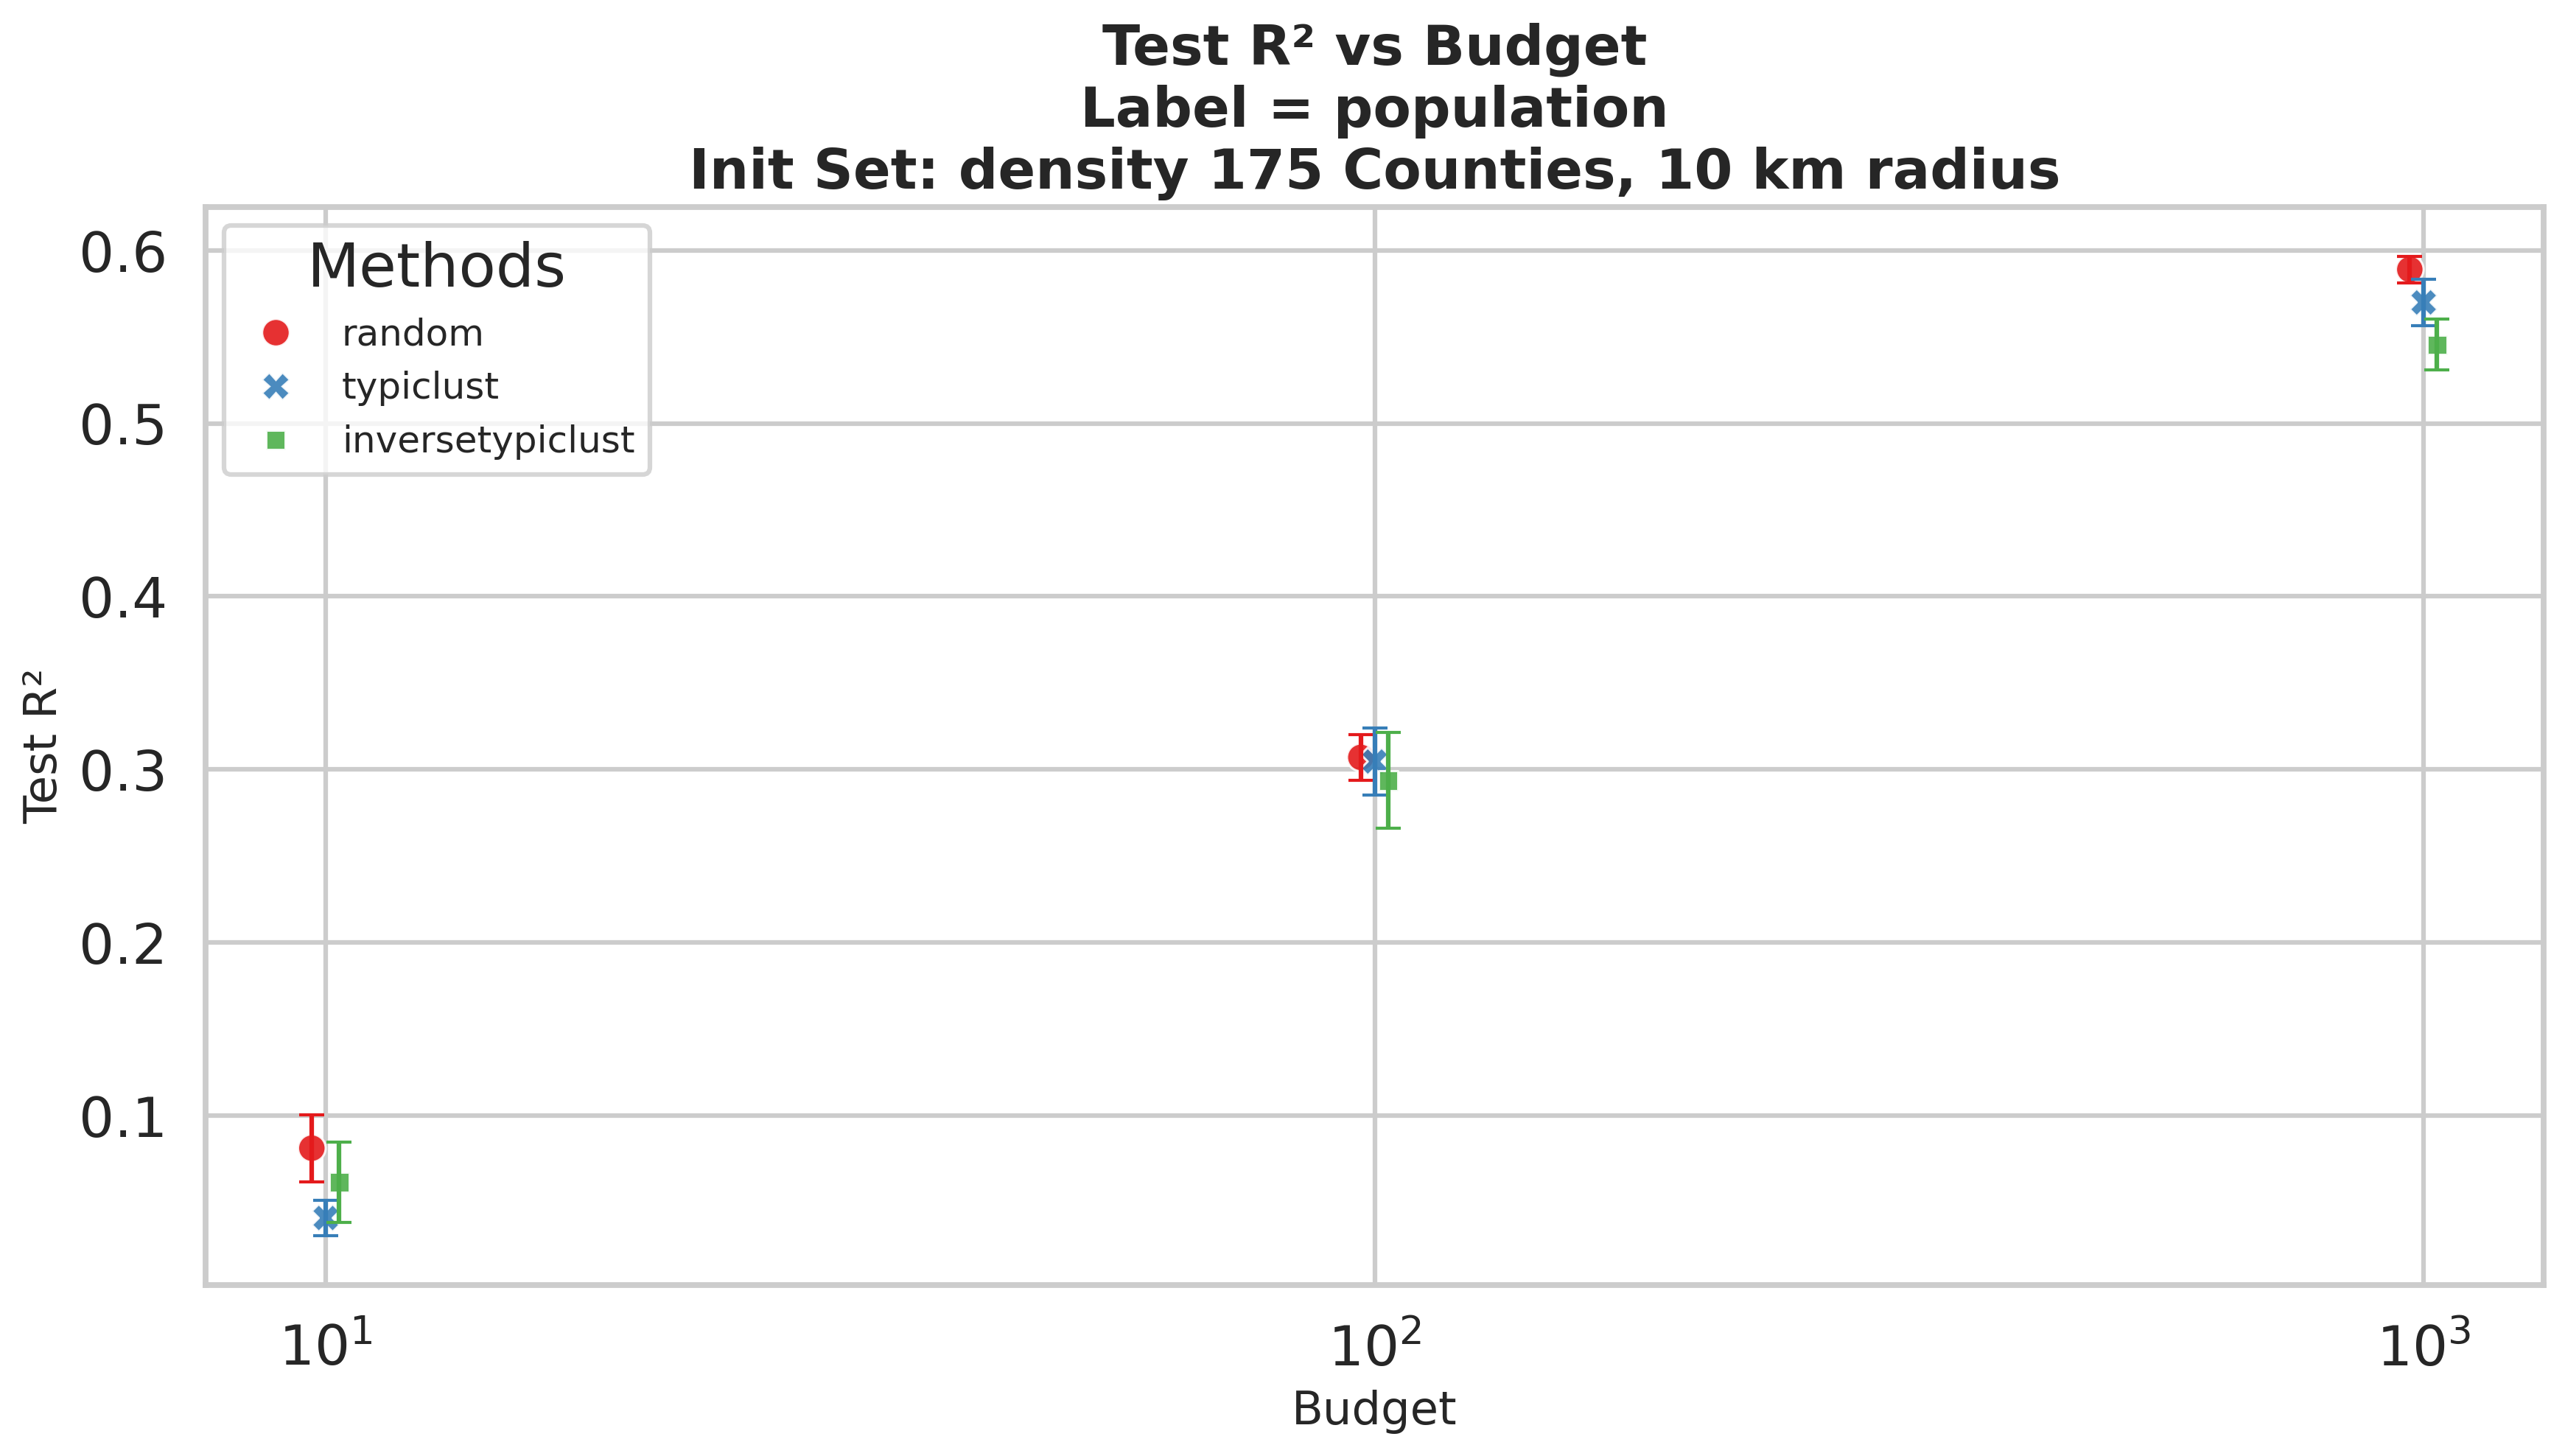 Test R² vs Budget
Label = population
Init Set: density 175 Counties, 10 km radius
Methods
random
typiclust
inversetypiclust
Test R²
0.6
0.5
0.4
0.3
0.2
0.1
10¹
10²
10³
Budget